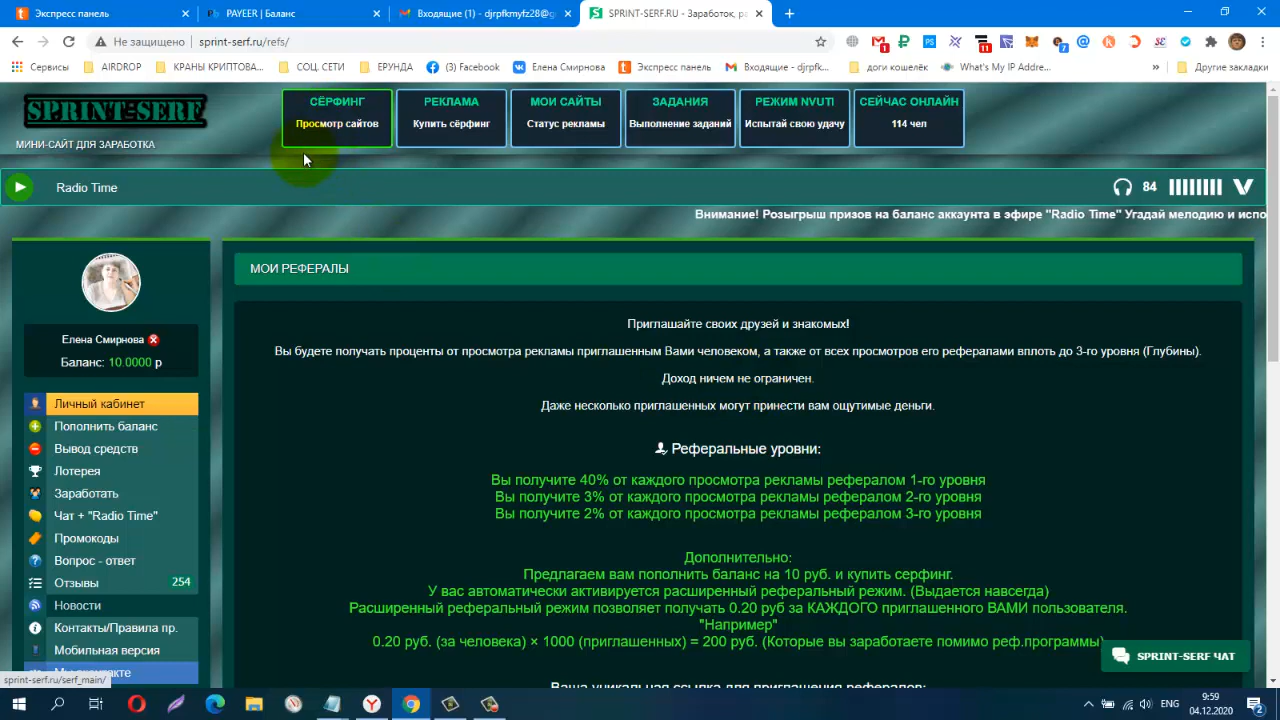 Экспресс панель
PAYEER | Баланс
Входящие (1) - djrpfkmyfz28@g
SPRINT-SERF.RU - Заработок, ра
Не защищено | sprint-serf.ru/refs/
Сервисы
AIRDROP
КРАНЫ КРИПТОВА...
СОЦ. СЕТИ
ЕРУНДА
(3) Facebook
Елена Смирнова
Экспресс панель
Входящие - djrpfk...
доги кошелёк
What's My IP Addre...
»
Другие закладки
SPRINT-SERF
МИНИ-САЙТ ДЛЯ ЗАРАБОТКА
СЁРФИНГ
Просмотр сайтов
РЕКЛАМА
Купить сёрфинг
МОИ САЙТЫ
Статус рекламы
ЗАДАНИЯ
Выполнение заданий
РЕЖИМ NVUTI
Испытай свою удачу
СЕЙЧАС ОНЛАЙН
114 чел
Radio Time
84
Внимание! Розыгрыш призов на баланс аккаунта в эфире "Radio Time" Угадай мелодию и испо
Елена Смирнова
Баланс: 10.0000 р
Личный кабинет
Пополнить баланс
Вывод средств
Лотерея
Заработать
Чат + "Radio Time"
Промокоды
Вопрос - ответ
Отзывы 254
Новости
Контакты/Правила пр.
Мобильная версия
МОИ РЕФЕРАЛЫ
Приглашайте своих друзей и знакомых!
Вы будете получать проценты от просмотра рекламы приглашенным Вами человеком, а также от всех просмотров его рефералами вплоть до 3-го уровня (Глубины).
Доход ничем не ограничен.
Даже несколько приглашенных могут принести вам ощутимые деньги.
Реферальные уровни:
Вы получите 40% от каждого просмотра рекламы рефералом 1-го уровня
Вы получите 3% от каждого просмотра рекламы рефералом 2-го уровня
Вы получите 2% от каждого просмотра рекламы рефералом 3-го уровня
Дополнительно:
Предлагаем вам пополнить баланс на 10 руб. и купить серфинг.
У вас автоматически активируется расширенный реферальный режим. (Выдается навсегда)
Расширенный реферальный режим позволяет получать 0.20 руб за КАЖДОГО приглашенного ВАМИ пользователя.
"Например"
0.20 руб. (за человека) × 1000 (приглашенных) = 200 руб. (Которые вы заработаете помимо реф.программы)
Ваша уникальная ссылка для приглашения рефералов:
SPRINT-SERF ЧАТ
sprint-serf.ru/serf_main/
ENG
9:59
04.12.2020